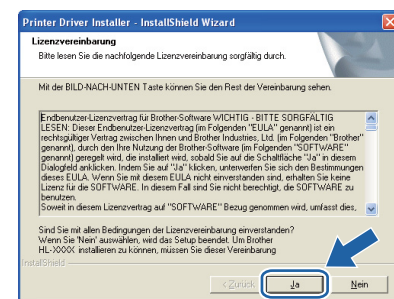 Printer Driver Installer - InstallShield Wizard
Lizenzvereinbarung
Bitte lesen Sie die nachfolgende Lizenzvereinbarung sorgfältig durch.
Mit der BILD-NACH-UNTEN Taste können Sie den Rest der Vereinbarung sehen.
Endbenutzer-Lizenzvertrag für Brother-Software WICHTIG - BITTE SORGFÄLTIG
LESEN: Dieser Endbenutzer-Lizenzvertrag (im Folgenden "EULA" genannt) ist ein
rechtsgültiger Vertrag zwischen Ihnen und Brother Industries, Ltd. (im Folgenden "Brother"
genannt), durch den Ihre Nutzung der Brother-Software (im Folgenden "SOFTWARE"
genannt) geregelt wird, die installiert wird, sobald Sie auf die Schaltfläche "Ja" in diesem
Dialogfeld anklicken. Indem Sie auf "Ja" klicken, unterwerfen Sie sich den Bestimmungen
dieses EULA. Wenn Sie mit diesem EULA nicht einverstanden sind, erhalten Sie keine
Lizenz für die SOFTWARE. In diesem Fall sind Sie nicht berechtigt, die SOFTWARE zu
benutzen.
Soweit in diesem Lizenzvertrag auf "SOFTWARE" Bezug genommen wird, umfasst dies,
Sind Sie mit allen Bedingungen der Lizenzvereinbarung einverstanden?
Wenn Sie 'Nein' auswählen, wird das Setup beendet. Um Brother
HL-XXXX installieren zu können, müssen Sie dieser Vereinbarung
InstallShield
< Zurück
Ja
Nein